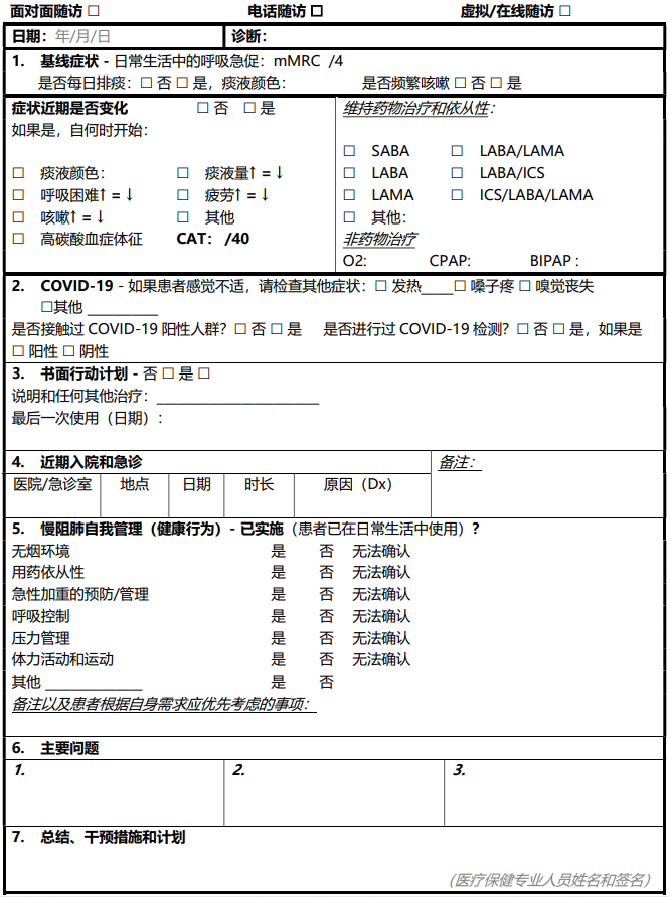 面对面随访 □ 电话随访 □ 虚拟/在线随访 □
日期：年/月/日 诊断：
1. 基线症状 - 日常生活中的呼吸急促：mMRC /4
是否每日排痰：□ 否 □ 是，痰液颜色： 是否频繁咳嗽 □ 否 □ 是
症状近期是否变化 □ 否 □ 是
如果是，自何时开始：
□ 痰液颜色： □ 痰液量↑ = ↓
□ 呼吸困难↑ = ↓ □ 疲劳↑ = ↓
□ 咳嗽↑ = ↓ □ 其他
□ 高碳酸血症体征 CAT： /40
维持药物治疗和依从性：
□ SABA □ LABA/LAMA
□ LABA □ LABA/ICS
□ LAMA □ ICS/LABA/LAMA
□ 其他：
非药物治疗
O2: CPAP: BIPAP :
2. COVID-19 - 如果患者感觉不适，请检查其他症状：□ 发热_____□ 嗓子疼 □ 嗅觉丧失
□其他 __________
是否接触过 COVID-19 阳性人群？□ 否 □ 是 是否进行过 COVID-19 检测？□ 否 □ 是，如果是
□ 阳性 □ 阴性
3. 书面行动计划 - 否 □ 是 □
说明和任何其他治疗：_______________________
最后一次使用（日期）：
4. 近期入院和急诊 备注：
医院/急诊室 地点 日期 时长 原因（Dx）
5. 慢阻肺自我管理（健康行为）- 已实施（患者已在日常生活中使用）?
无烟环境 是 否 无法确认
用药依从性 是 否 无法确认
急性加重的预防/管理 是 否 无法确认
呼吸控制 是 否 无法确认
压力管理 是 否 无法确认
体力活动和运动 是 否 无法确认
其他 ______________ 是 否
备注以及患者根据自身需求应优先考虑的事项：
6. 主要问题
1. 2. 3.
7. 总结、干预措施和计划
（医疗保健专业人员姓名和签名）